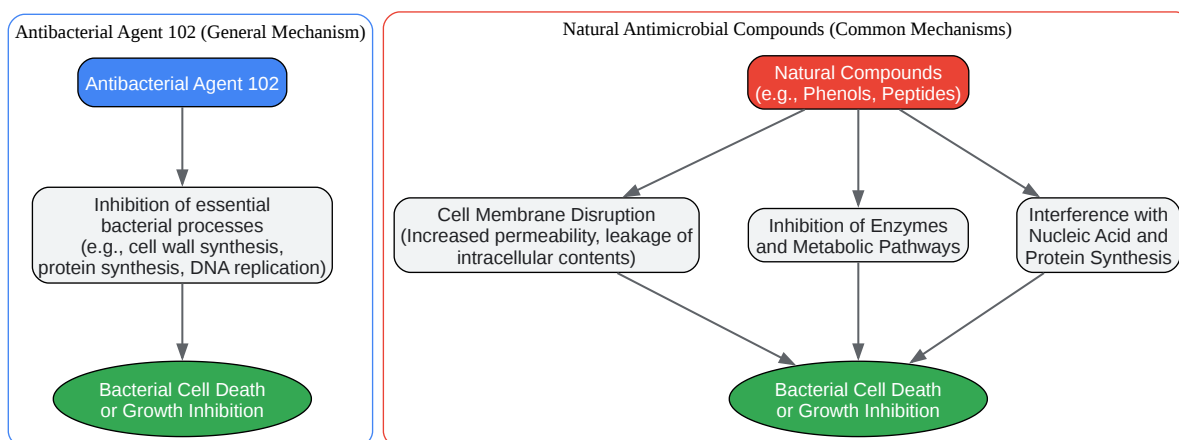 Antibacterial Agent 102 (General Mechanism)
Antibacterial Agent 102
Inhibition of essential
bacterial processes
(e.g., cell wall synthesis,
protein synthesis, DNA replication)
Bacterial Cell Death
or Growth Inhibition
Natural Antimicrobial Compounds (Common Mechanisms)
Natural Compounds
(e.g., Phenols, Peptides)
Cell Membrane Disruption
(Increased permeability, leakage of
intracellular contents)
Inhibition of Enzymes
and Metabolic Pathways
Interference with
Nucleic Acid and
Protein Synthesis
Bacterial Cell Death
or Growth Inhibition